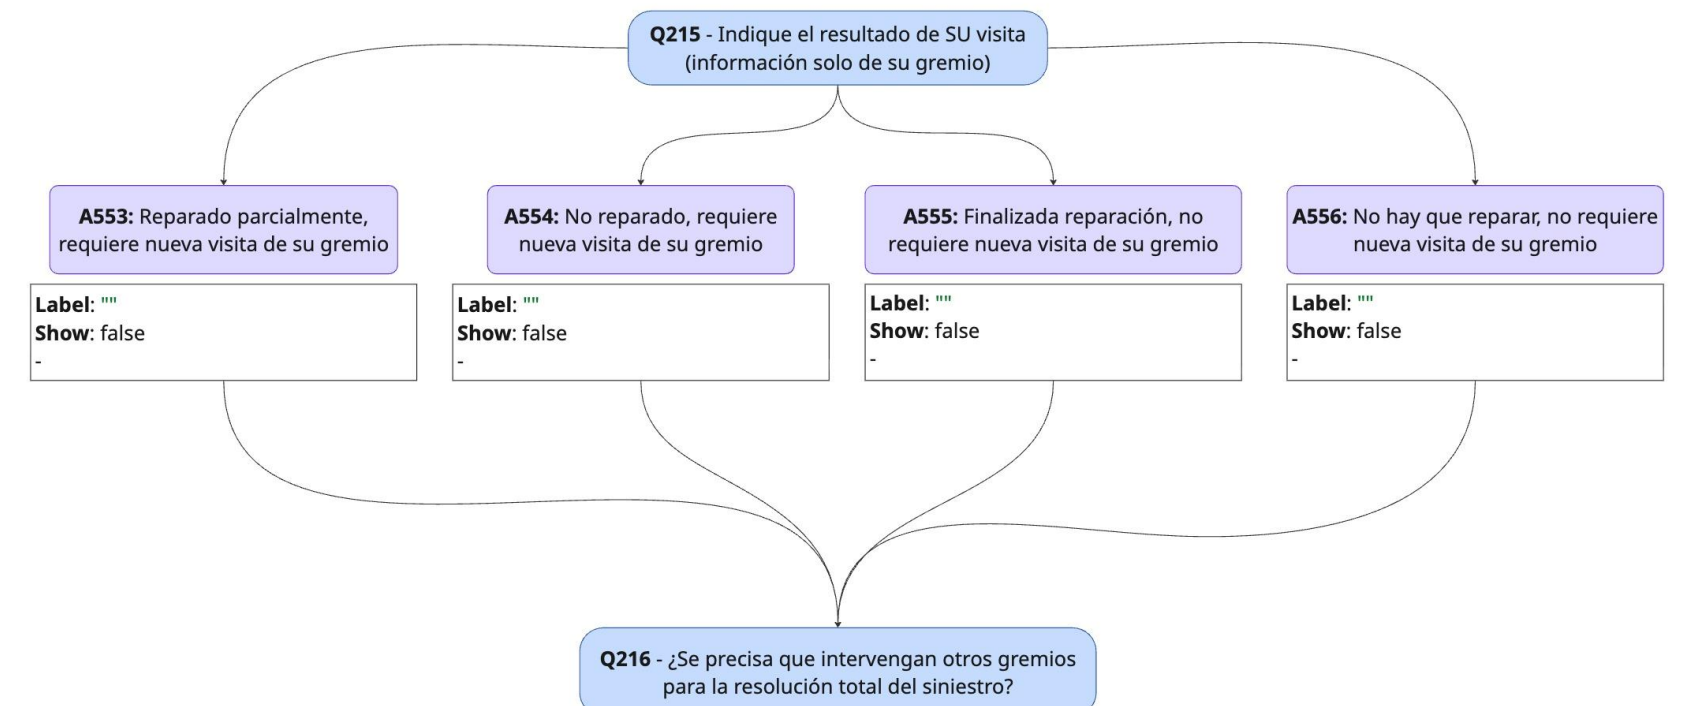 Q215 - Indique el resultado de SU visita
(información solo de su gremio)
A553: Reparado parcialmente,
requiere nueva visita de su gremio
A554: No reparado, requiere
nueva visita de su gremio
A555: Finalizada reparación, no
requiere nueva visita de su gremio
A556: No hay que reparar, no requiere
nueva visita de su gremio
Label: ""
Show: false
-
Label: ""
Show: false
-
Label: ""
Show: false
-
Label: ""
Show: false
-
Q216 - ¿Se precisa que intervengan otros gremios
para la resolución total del siniestro?